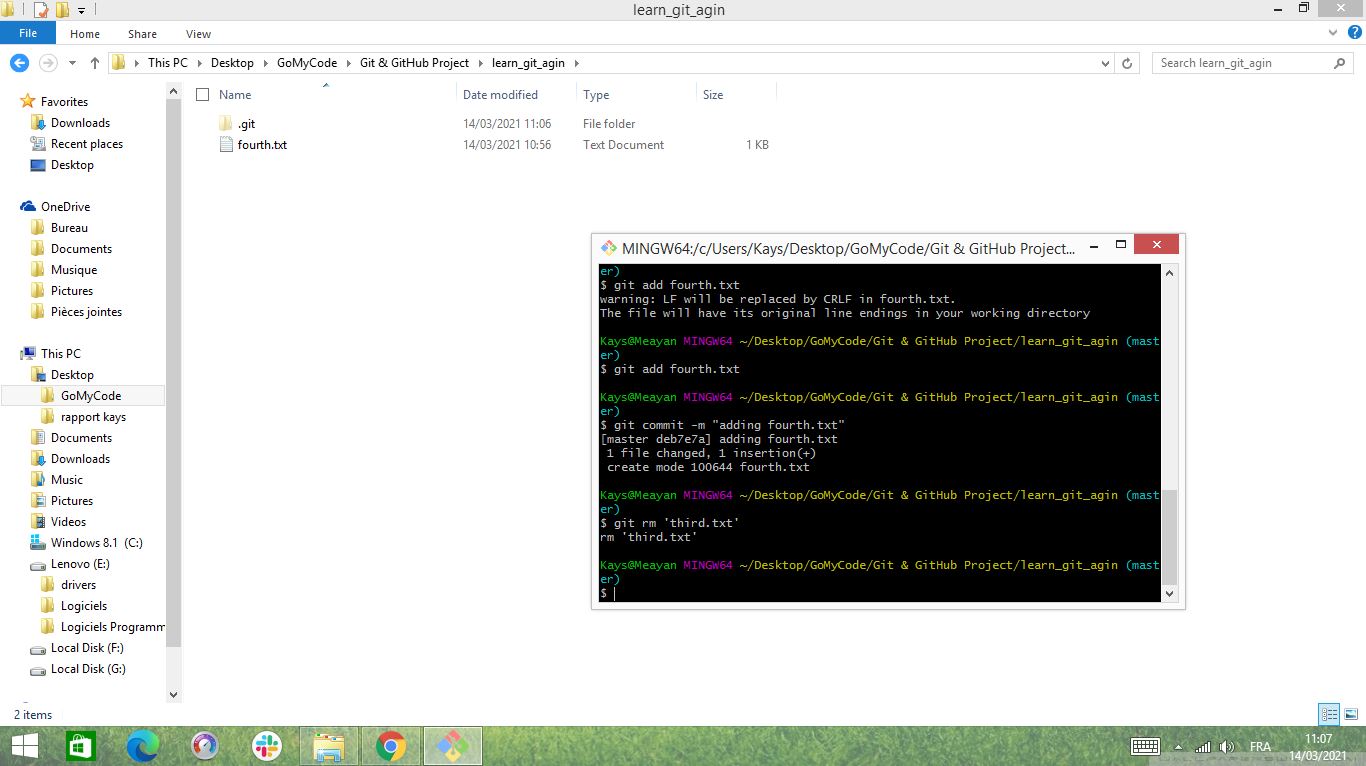 learn_git_agin
File Home Share View
This PC Desktop GoMyCode Git & GitHub Project learn_git_agin
Search learn_git_agin
Name Date modified Type Size
.git 14/03/2021 11:06 File folder
fourth.txt 14/03/2021 10:56 Text Document 1 KB
Favorites
Downloads
Recent places
Desktop
OneDrive
Bureau
Documents
Musique
Pictures
Pièces jointes
This PC
Desktop
GoMyCode
rapport kays
Documents
Downloads
Music
Pictures
Videos
Windows 8.1 (C:)
Lenovo (E:)
drivers
Logiciels
Logiciels Programm
Local Disk (F:)
Local Disk (G:)
2 items
MINGW64:/c/Users/Kays/Desktop/GoMyCode/Git & GitHub Project...
er)
$ git add fourth.txt
warning: LF will be replaced by CRLF in fourth.txt.
The file will have its original line endings in your working directory
Kays@Meayan MINGW64 ~/Desktop/GoMyCode/Git & GitHub Project/learn_git_agin (mast
er)
$ git add fourth.txt
Kays@Meayan MINGW64 ~/Desktop/GoMyCode/Git & GitHub Project/learn_git_agin (mast
er)
$ git commit -m "adding fourth.txt"
[master deb7e7a] adding fourth.txt
1 file changed, 1 insertion(+)
create mode 100644 fourth.txt
Kays@Meayan MINGW64 ~/Desktop/GoMyCode/Git & GitHub Project/learn_git_agin (mast
er)
$ git rm 'third.txt'
rm 'third.txt'
Kays@Meayan MINGW64 ~/Desktop/GoMyCode/Git & GitHub Project/learn_git_agin (mast
er)
$
FRA
11:07
14/03/2021